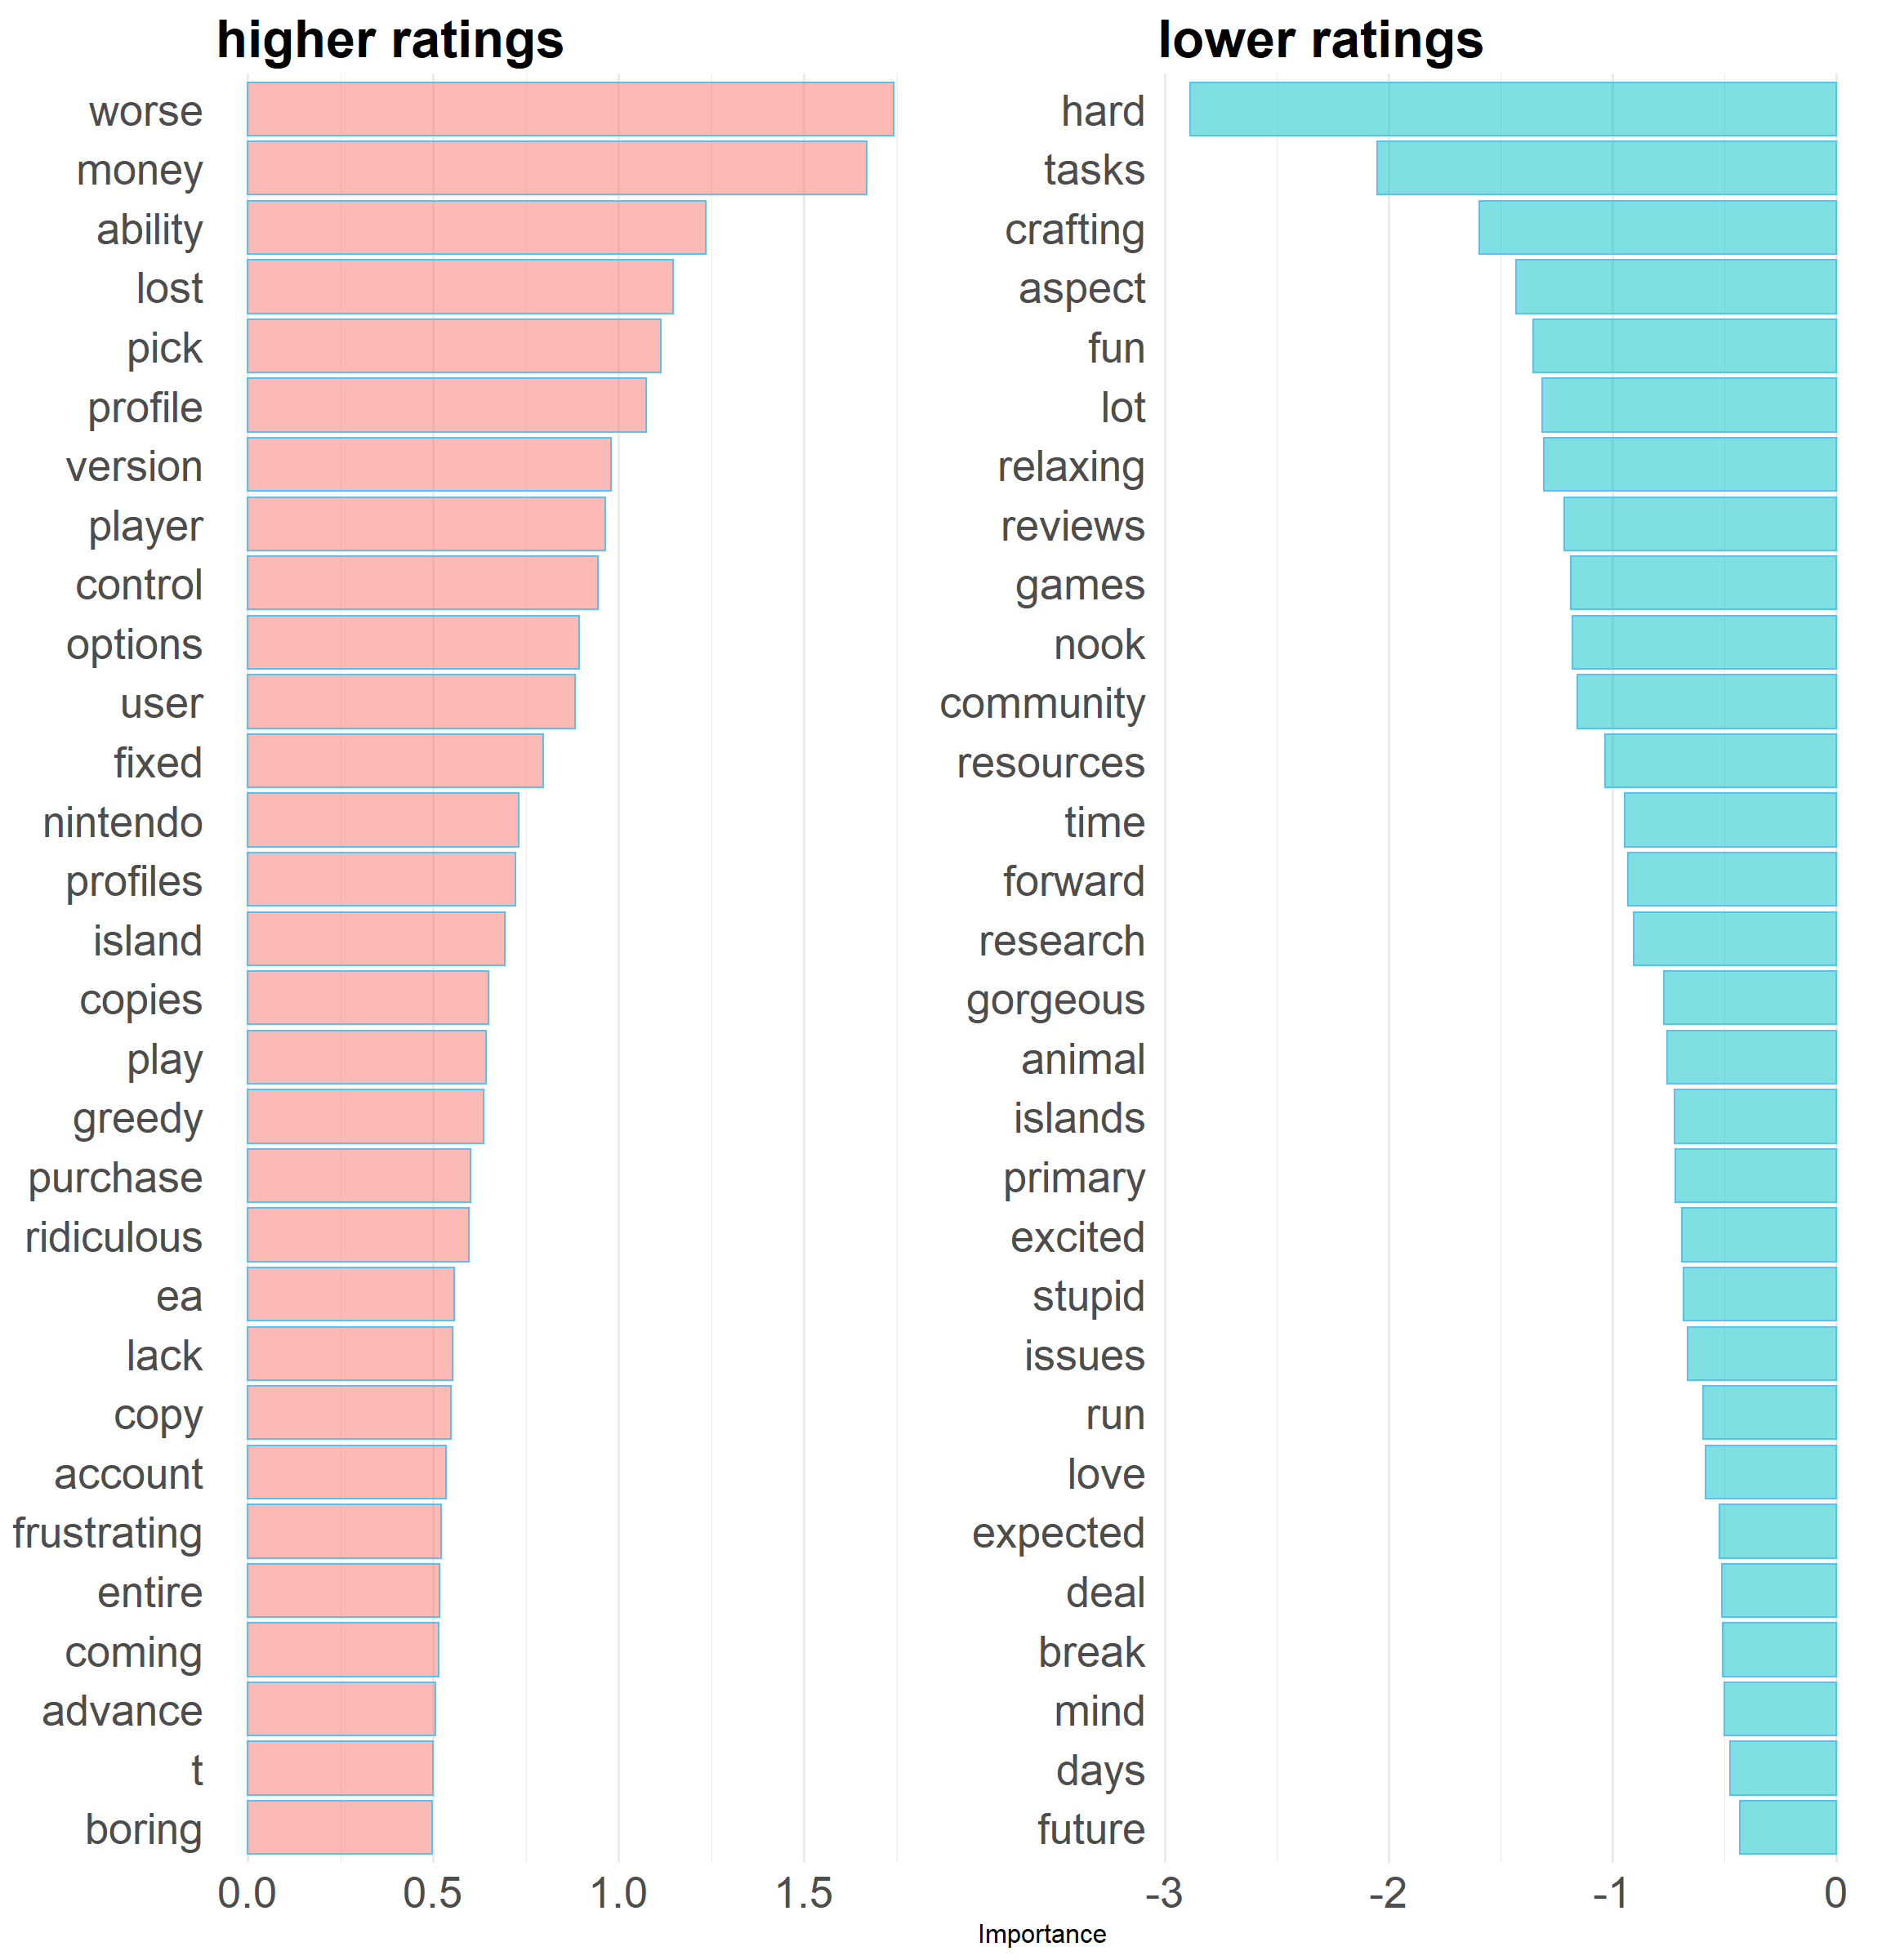 higher ratings
worse
money
ability
lost
pick
profile
version
player
control
options
user
fixed
nintendo
profiles
island
copies
play
greedy
purchase
ridiculous
ea
lack
copy
account
frustrating
entire
coming
advance
t
boring
0.0 0.5 1.0 1.5
lower ratings
hard
tasks
crafting
aspect
fun
lot
relaxing
reviews
games
nook
community
resources
time
forward
research
gorgeous
animal
islands
primary
excited
stupid
issues
run
love
expected
deal
break
mind
days
future
-3 -2 -1 0
Importance